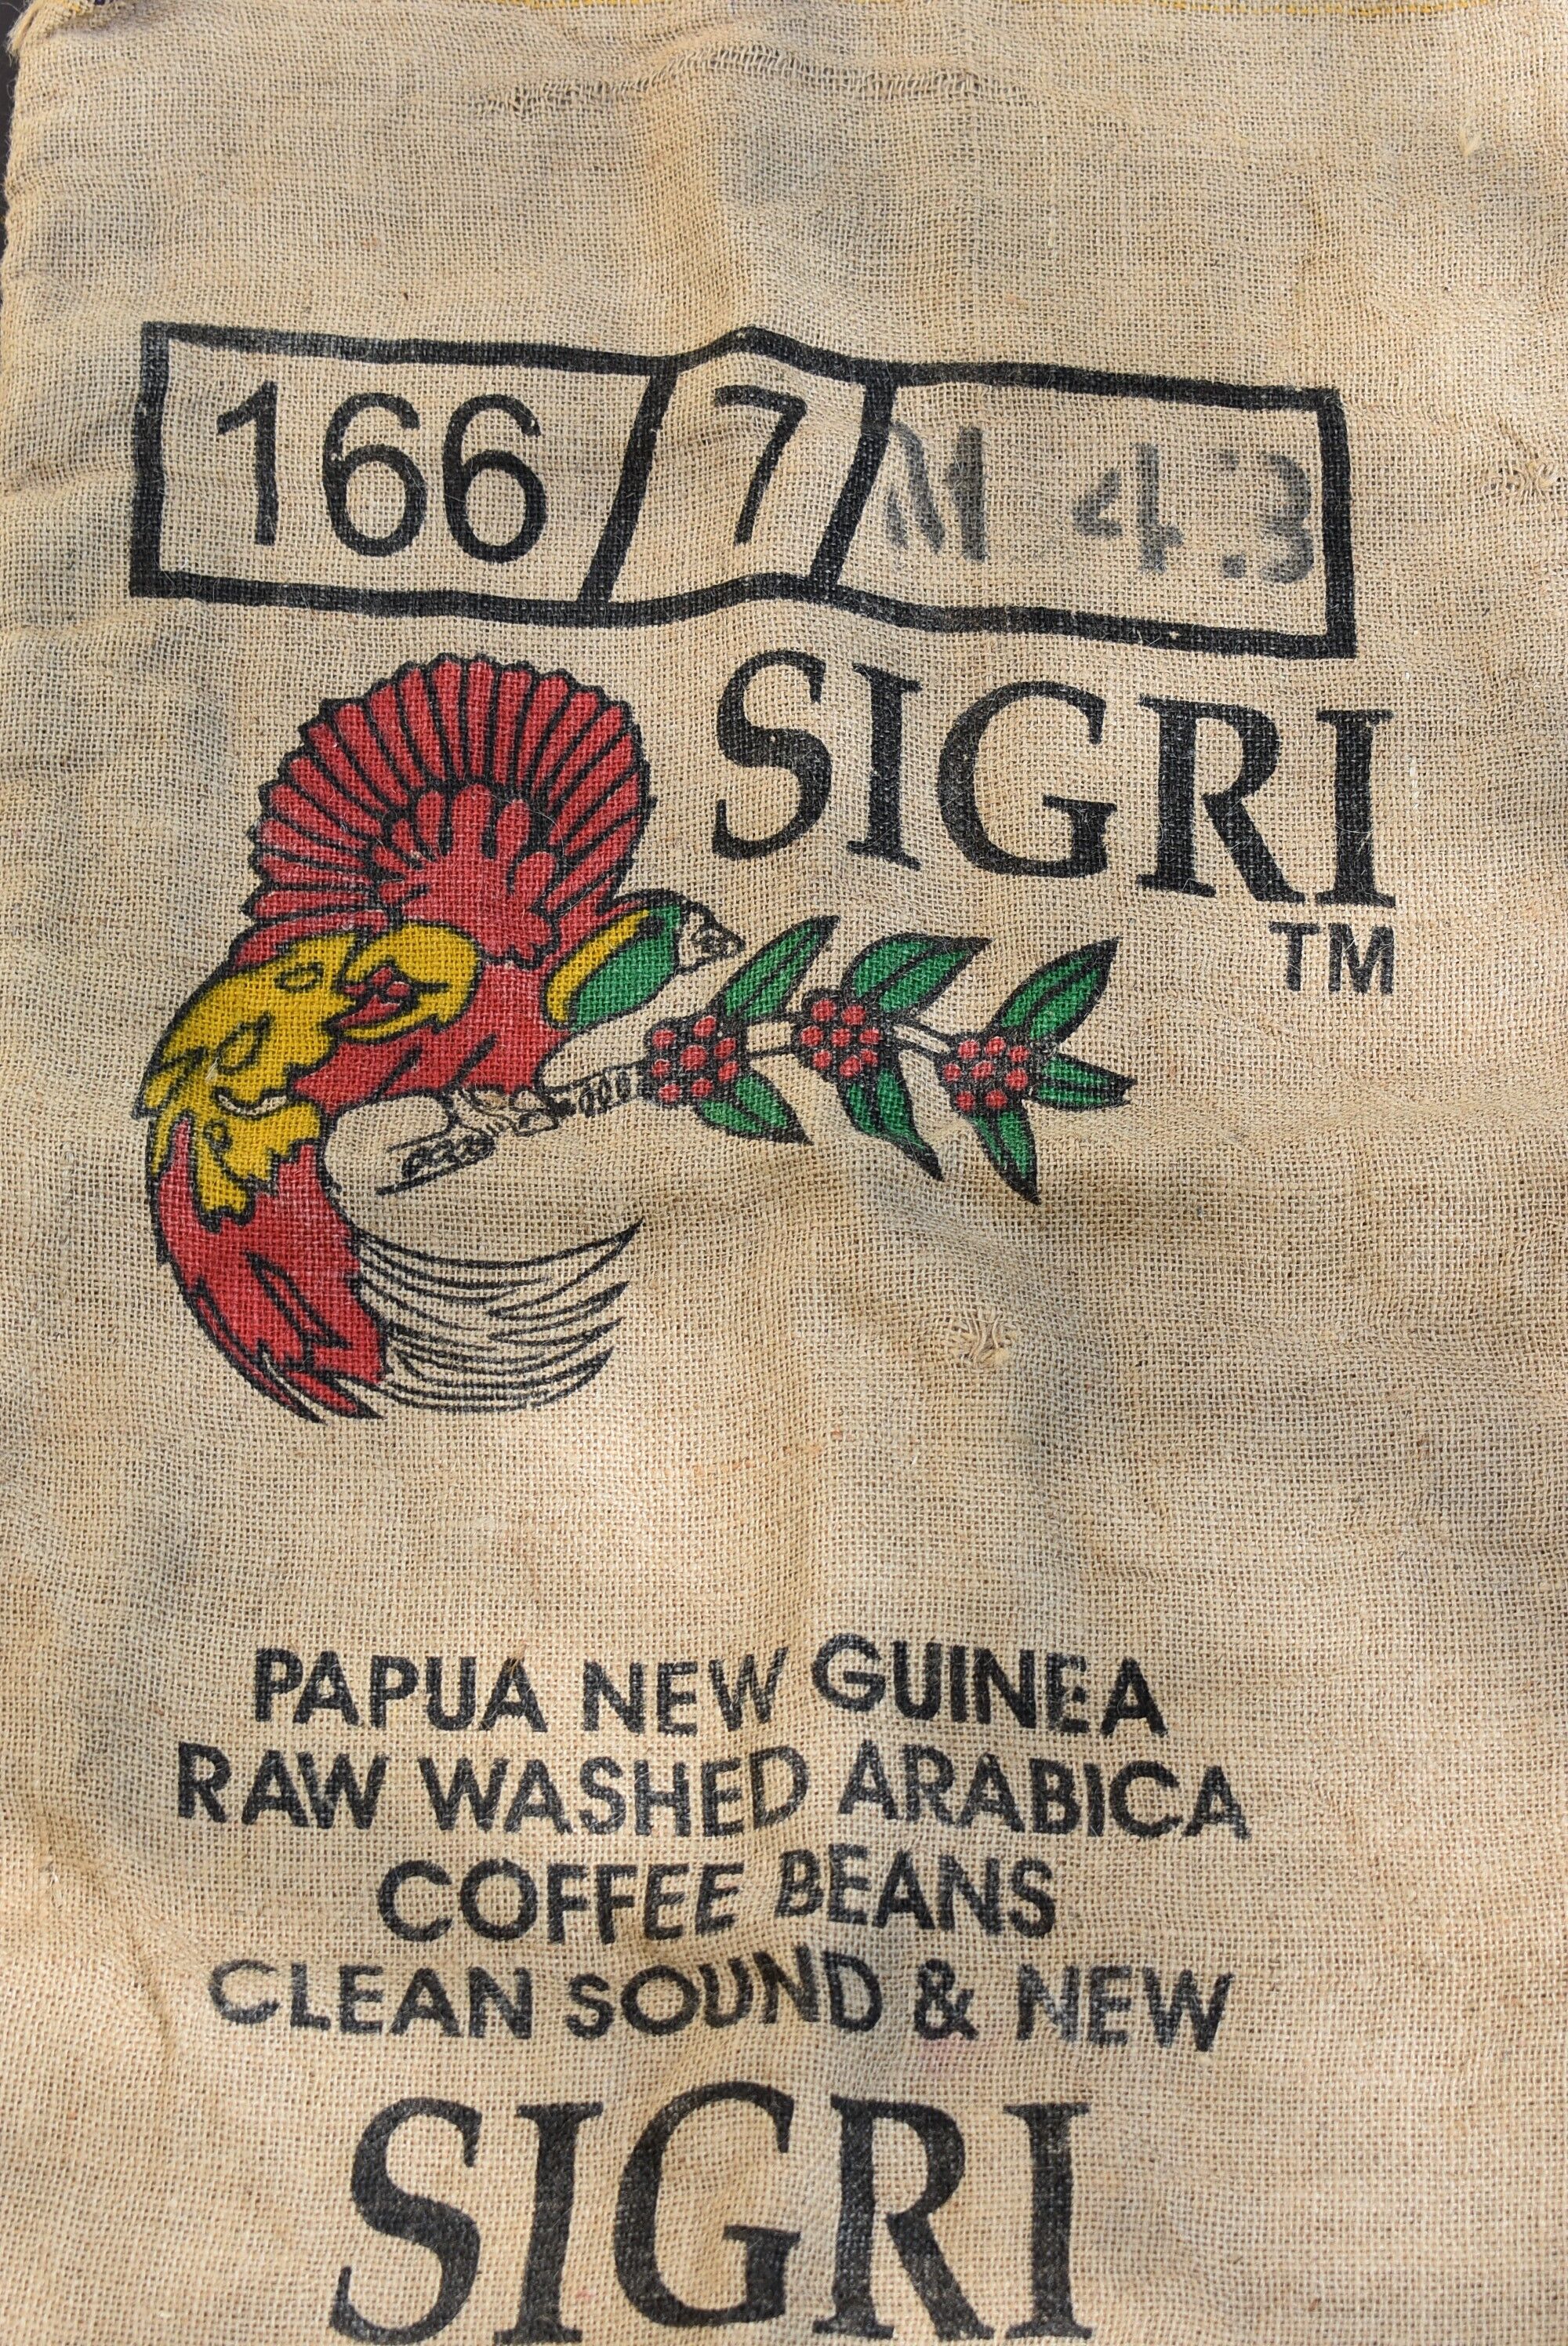 166 7 M 43
SIGRI
TM
PAPUA NEW GUINEA
RAW WASHED ARABICA
COFFEE BEANS
CLEAN SOUND & NEW
SIGRI